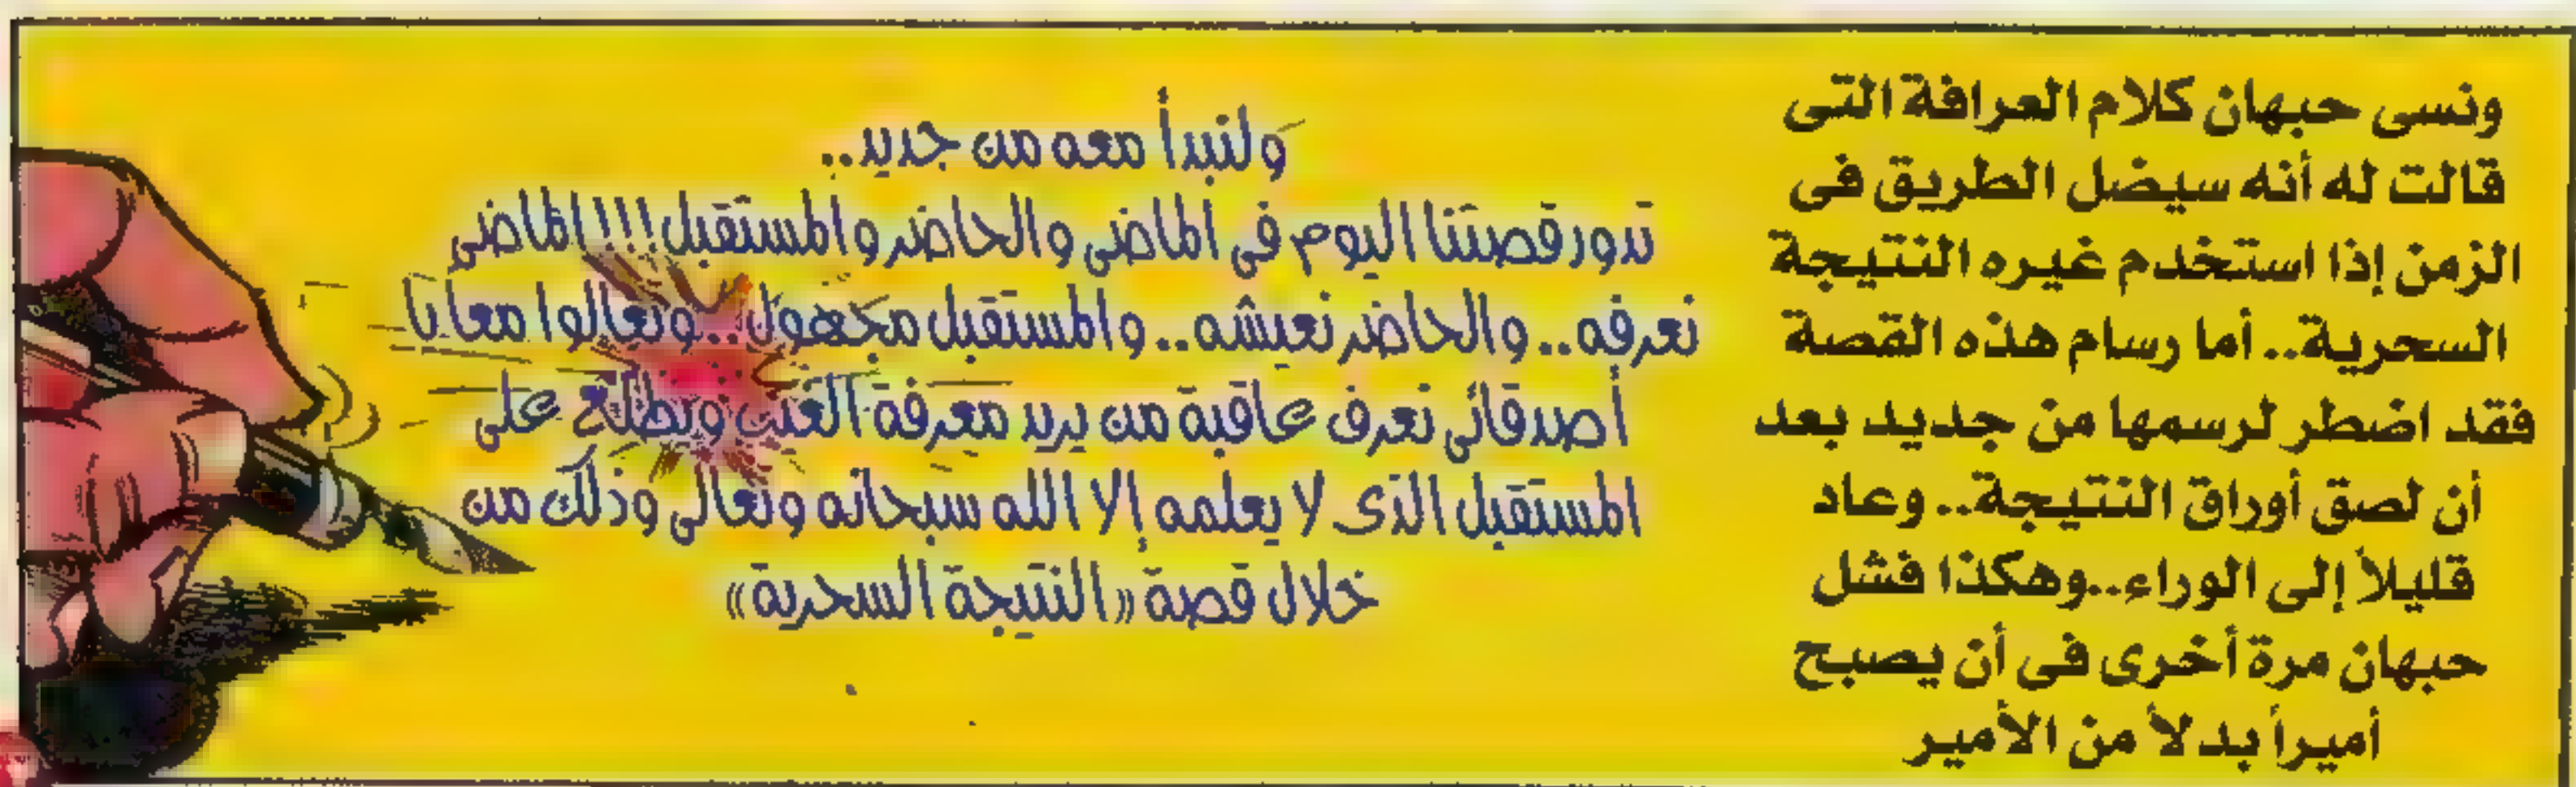 ونسى حبهان كلام العرافة التى
قالت له أنه سيضل الطريق فى
الزمن إذا استخدم غيره النتيجة
السحرية.. أما رسام هذه القصة
فقد اضطر لرسمها من جديد بعد
أن لصق أوراق النتيجة.. وعاد
قليلاً إلى الوراء..وهكذا فشل
حبهان مرة أخرى فى أن يصبح
أميراً بدلاً من الأمير
ولنبدأ معه من جديد..
تدور قصتنا اليوم فى الماضى والحاضر والمستقبل!!! الماضى
نعرفه.. والحاضر نعيشه.. والمستقبل مجهول..وتعالوا معايا
أصدقائى نعرف عاقبة من يريد معرفة الغيب ويطلع على
المستقبل الذى لا يعلمه إلا الله سبحانه وتعالى وذلك من
خلال قصة «النتيجة السحرية»